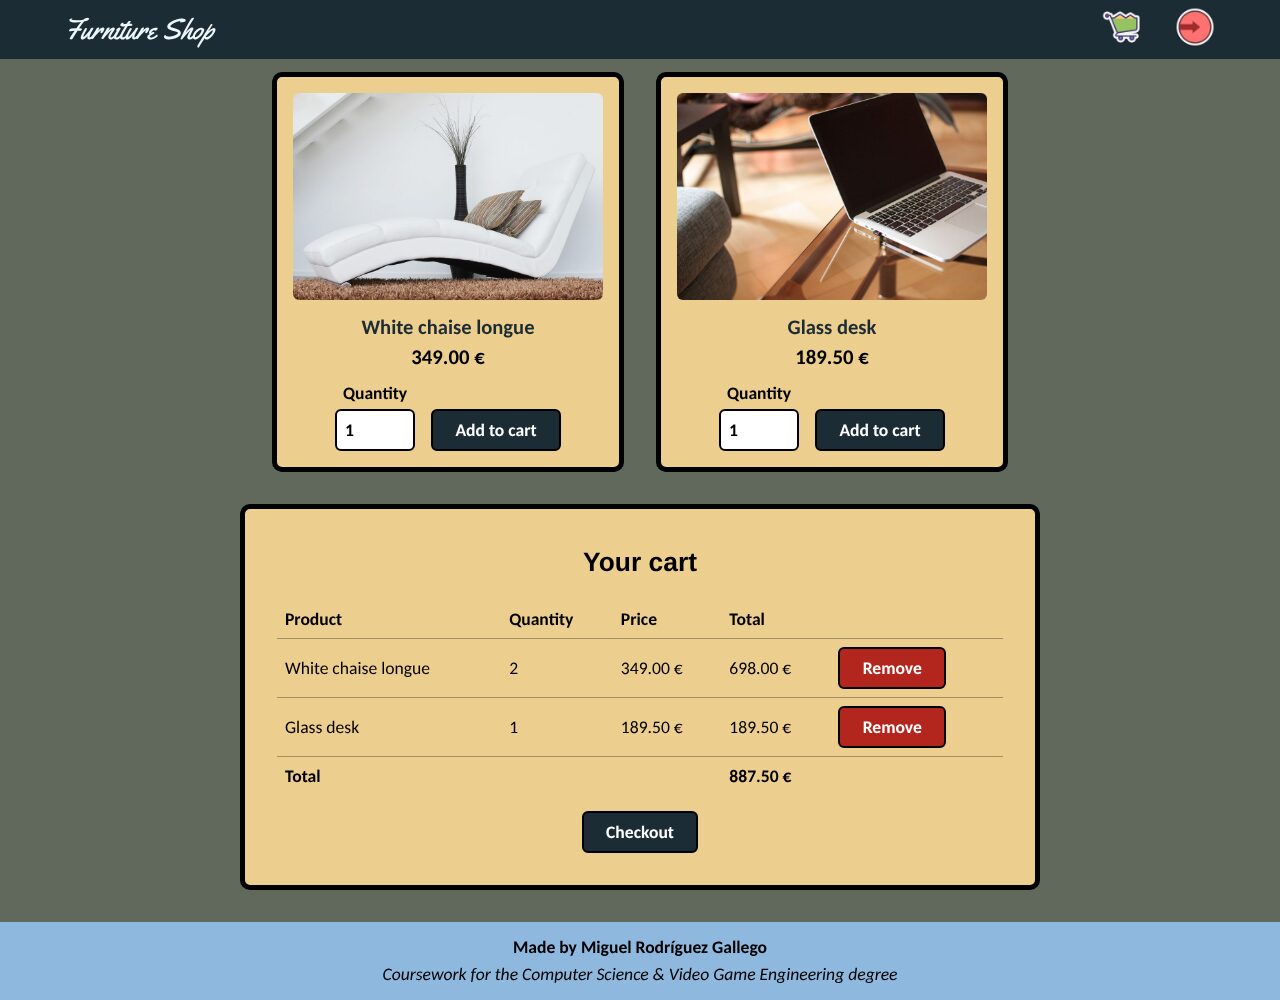 Furniture Shop
White chaise longue
349.00 €
Quantity
1 Add to cart
Glass desk
189.50 €
Quantity
1 Add to cart
Your cart
Product Quantity Price Total
White chaise longue 2 349.00 € 698.00 € Remove
Glass desk 1 189.50 € 189.50 € Remove
Total 887.50 €
Checkout
Made by Miguel Rodríguez Gallego
Coursework for the Computer Science & Video Game Engineering degree